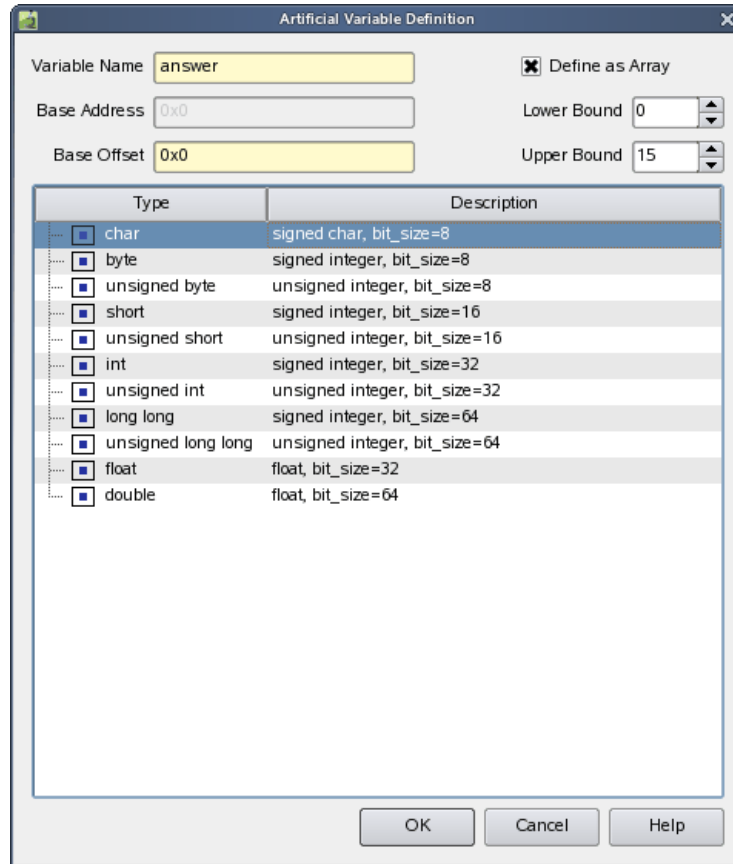 Artificial Variable Definition
Variable Name answer Define as Array
Base Address 0x0 Lower Bound 0
Base Offset 0x0 Upper Bound 15
Type Description
char signed char, bit_size=8
byte signed integer, bit_size=8
unsigned byte unsigned integer, bit_size=8
short signed integer, bit_size=16
unsigned short unsigned integer, bit_size=16
int signed integer, bit_size=32
unsigned int unsigned integer, bit_size=32
long long signed integer, bit_size=64
unsigned long long unsigned integer, bit_size=64
float float, bit_size=32
double float, bit_size=64
OK Cancel Help